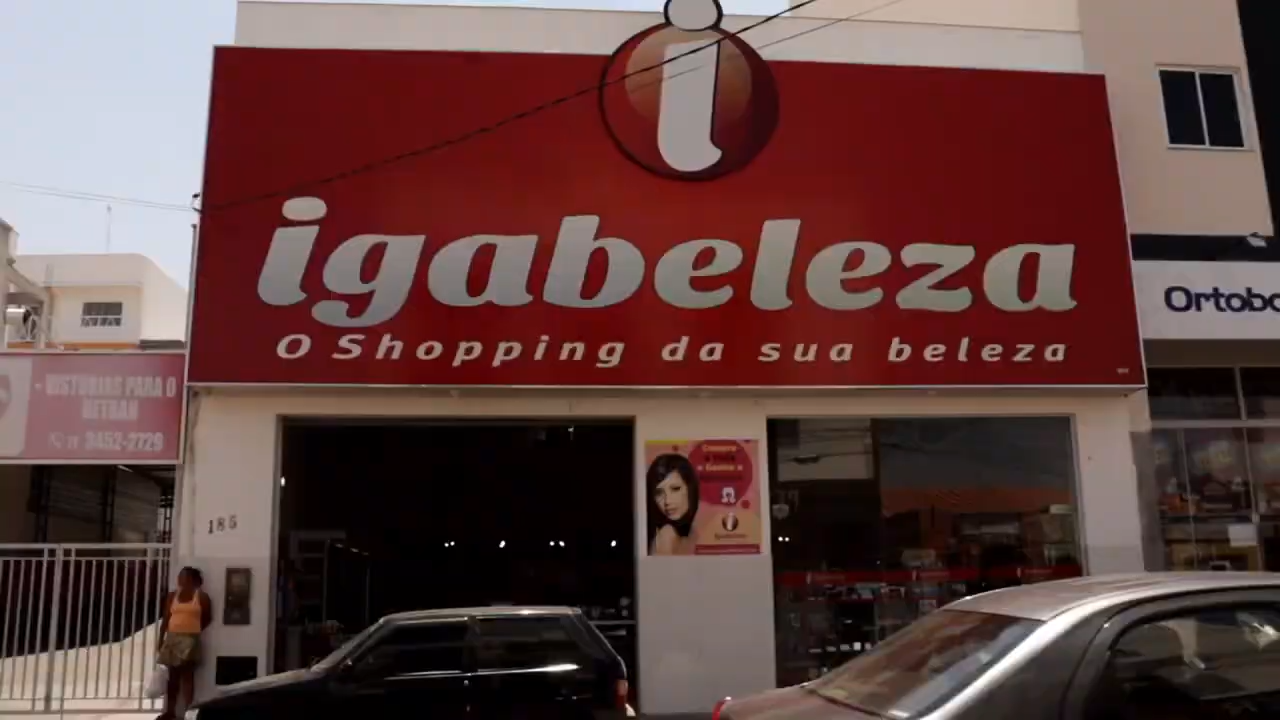 i
igabeleza
O Shopping da sua beleza
- VISTORIAS PARA O
DETRAN
3452-2729
185
Ortobo